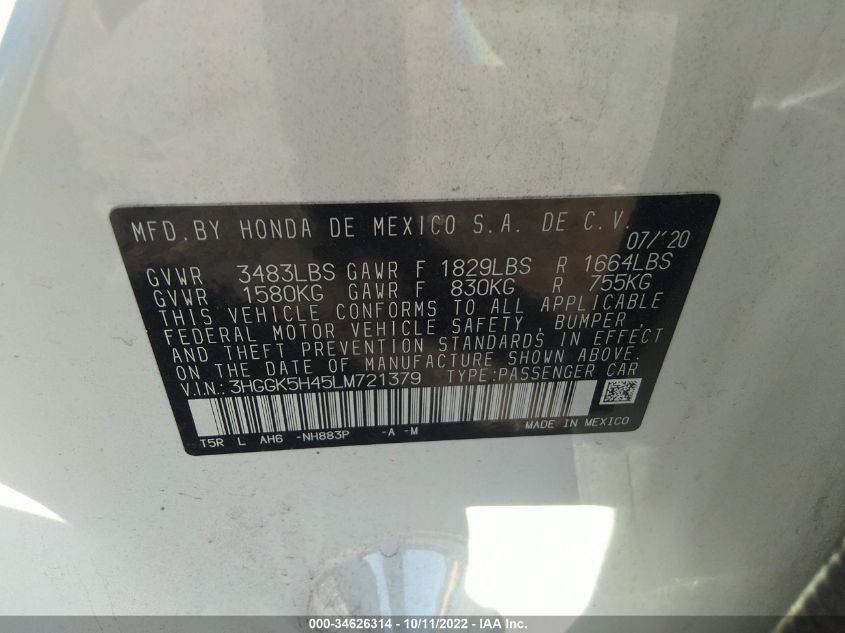 MFD.BY HONDA DE MEXICO S.A. DE C.V.
07/'20
GVWR 3483LBS GAWR F 1829LBS R 1664LBS
GVWR 1580KG GAWR F 830KG R 755KG
THIS VEHICLE CONFORMS TO ALL APPLICABLE
FEDERAL MOTOR VEHICLE SAFETY, BUMPER,
AND THEFT PREVENTION STANDARDS IN EFFECT
ON THE DATE OF MANUFACTURE SHOWN ABOVE.
V.I.N.: 3HGGK5H45LM721379 TYPE:PASSENGER CAR
T5R L AH6 -NH883P -A -M MADE IN MEXICO
000-34626314 - 10/11/2022 - IAA, Inc.